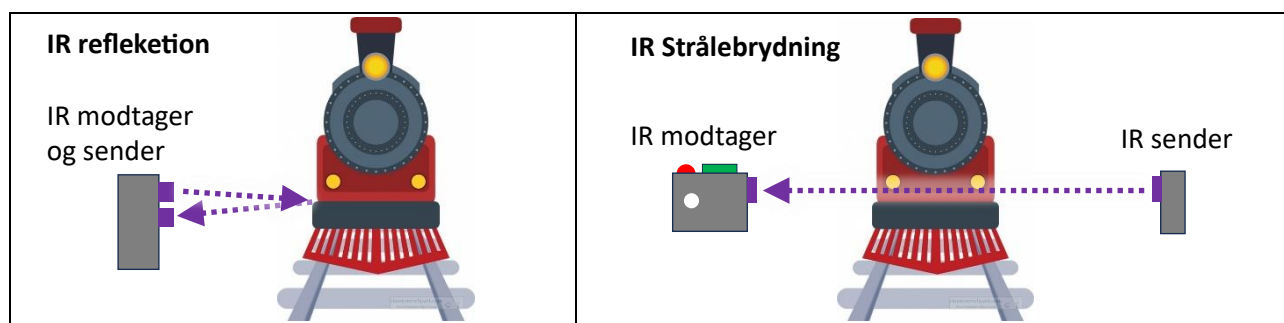 IR refleketion
IR modtager
og sender
IR Strålebrydning
IR modtager
IR sender